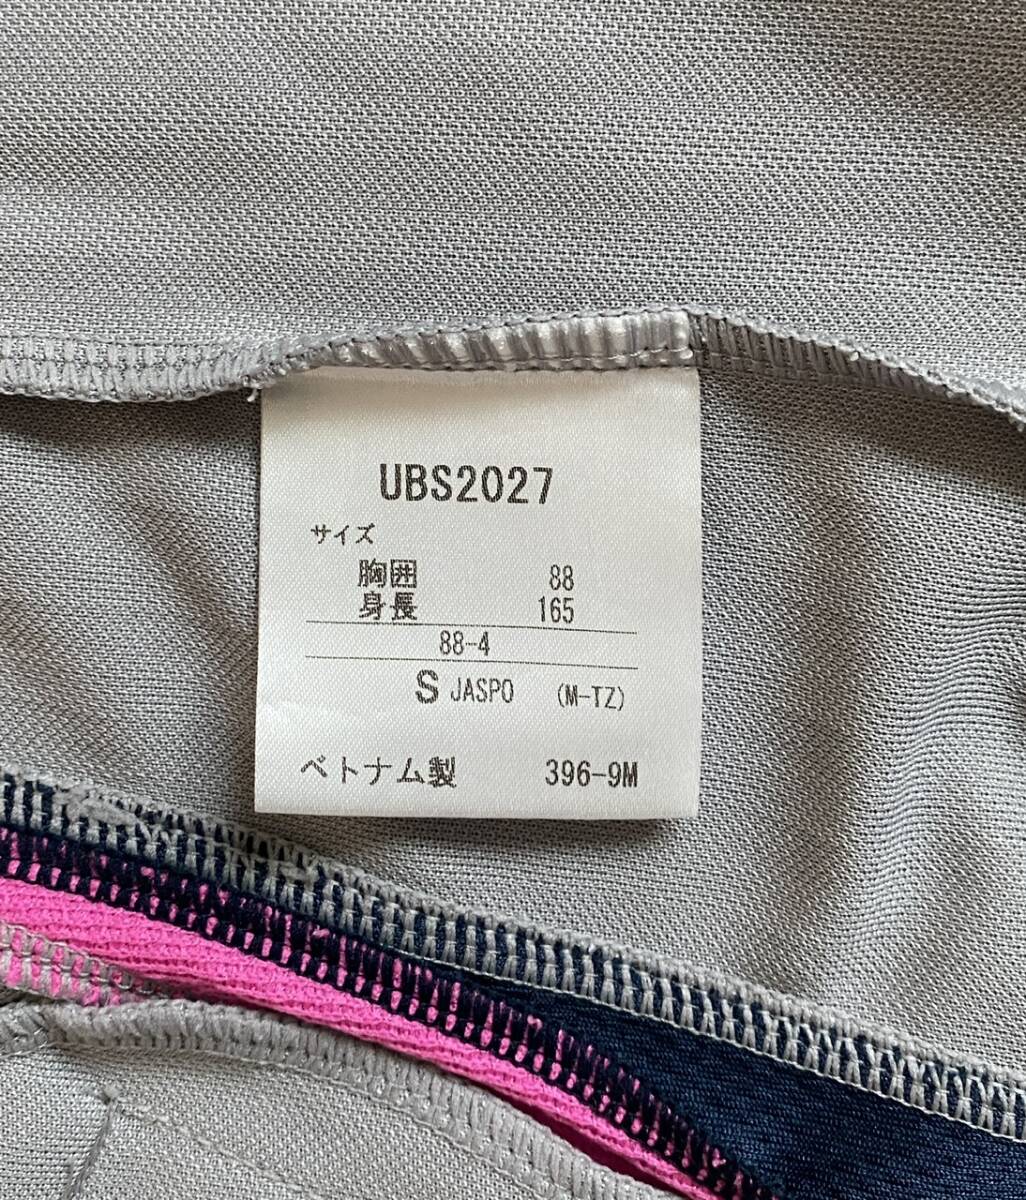 UBS2027
サイズ
胸囲 88
身長 165
88-4
S JASPO (M-TZ)
ベトナム製 396-9M